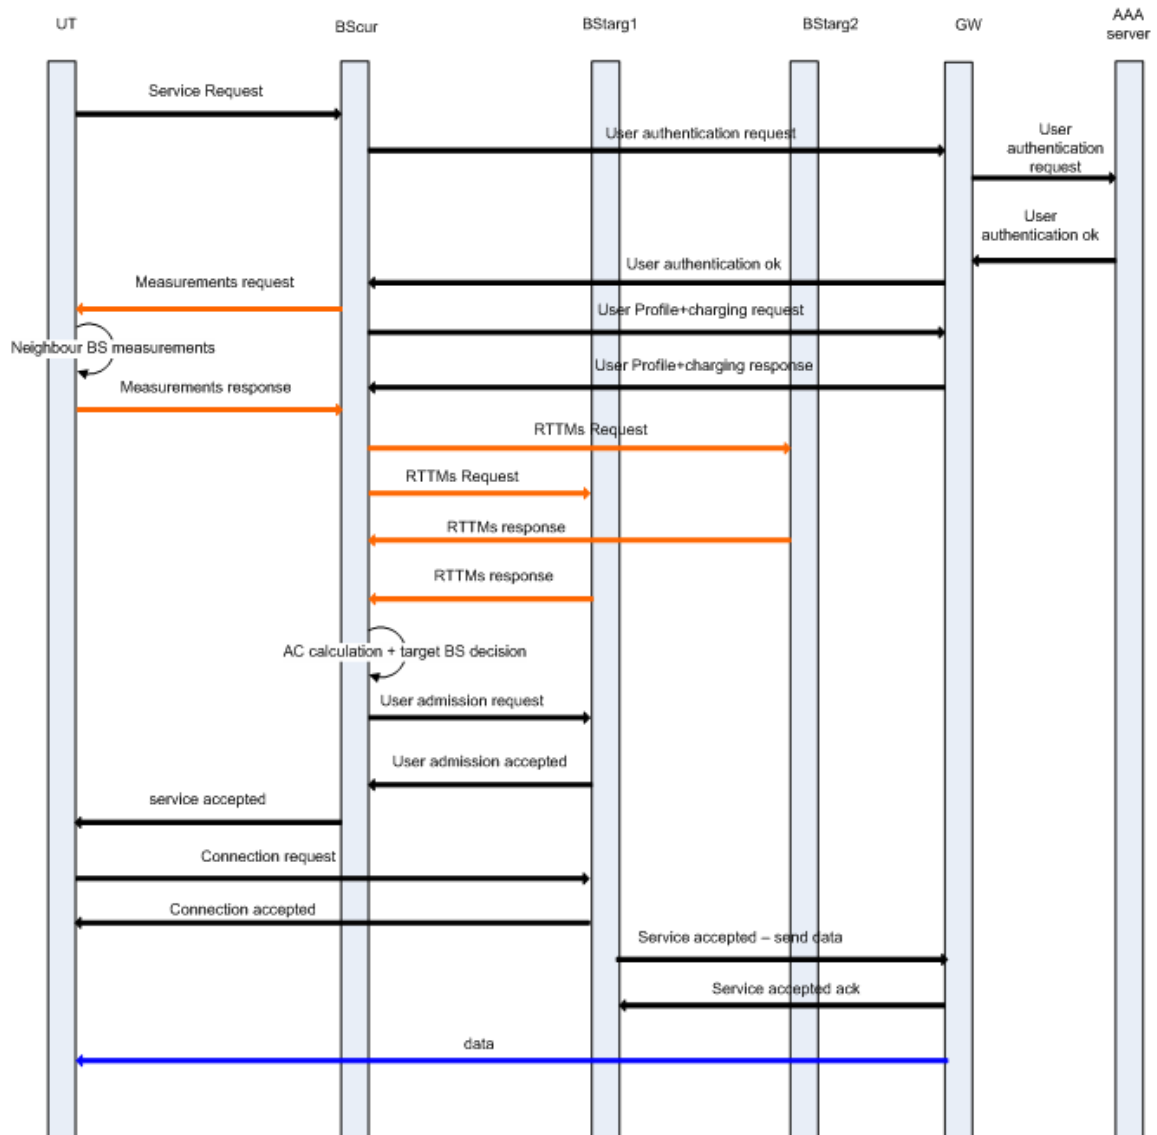 UT
BScur
BStarg1
BStarg2
GW
AAA
server
Service Request
User authentication request
User
authentication
request
User
authentication ok
User authentication ok
Measurements request
User Profile+charging request
Neighbour BS measurements
User Profile+charging response
Measurements response
RTTMs Request
RTTMs Request
RTTMs response
RTTMs response
AC calculation + target BS decision
User admission request
User admission accepted
service accepted
Connection request
Connection accepted
Service accepted – send data
Service accepted ack
data